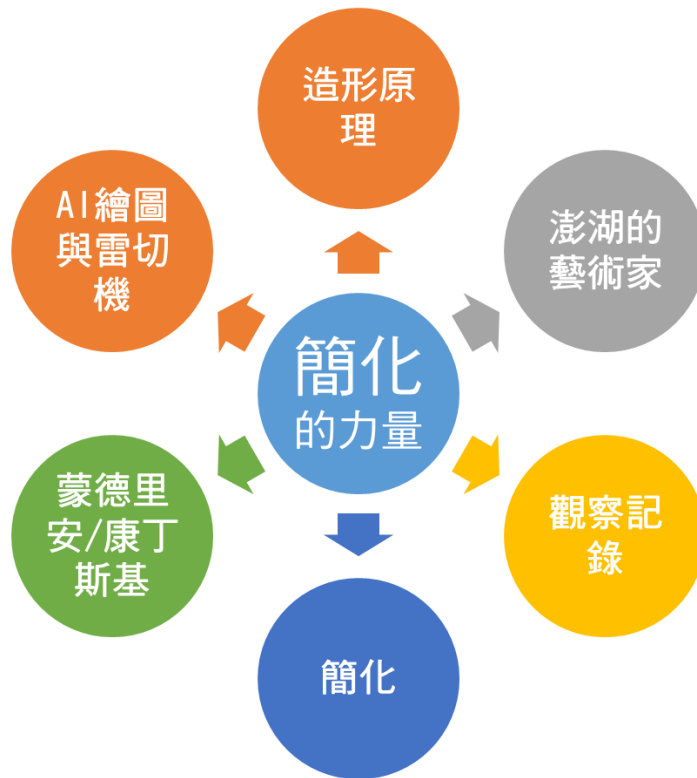 造形原
理
澎湖的
藝術家
觀察記
錄
簡化
蒙德里
安/康丁
斯基
AI繪圖
與雷切
機
簡化
的力量